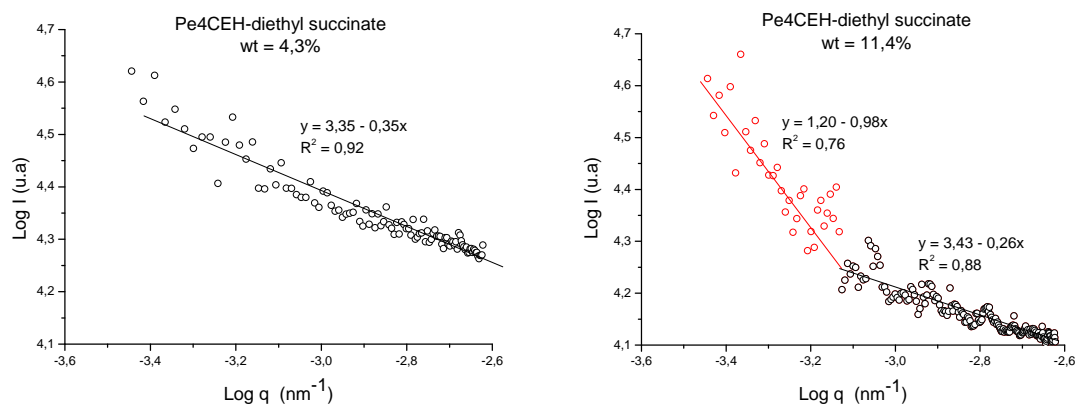 Pe4CEH-diethyl succinate
wt = 4,3%
4,7
4,6
4,5
4,4
4,3
4,2
4,1
Log I (u.a)
y = 3,35 - 0,35x
R² = 0,92
-3,6
-3,4
-3,2
-3,0
-2,8
-2,6
Log q (nm⁻¹)
Pe4CEH-diethyl succinate
wt = 11,4%
4,7
4,6
4,5
4,4
4,3
4,2
4,1
Log I (u.a)
y = 1,20 - 0,98x
R² = 0,76
y = 3,43 - 0,26x
R² = 0,88
-3,6
-3,4
-3,2
-3,0
-2,8
-2,6
Log q (nm⁻¹)